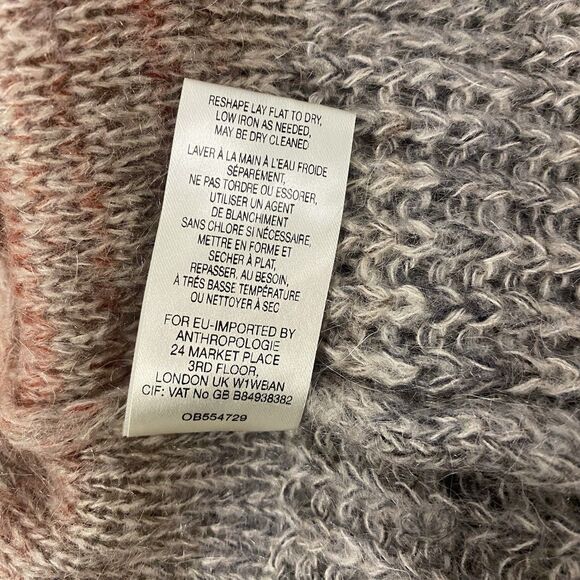 RESHAPE LAY FLAT TO DRY,
LOW IRON AS NEEDED,
MAY BE DRY CLEANED
LAVER À LA MAIN À L'EAU FROIDE
SÉPAREMENT,
NE PAS TORDRE OU ESSORER,
UTILISER UN AGENT
DE BLANCHIMENT
SANS CHLORE SI NÉCESSAIRE,
METTRE EN FORME ET
SECHER À PLAT,
REPASSER, AU BESOIN,
À TRÈS BASSE TEMPÉRATURE
OU NETTOYER À SEC
FOR EU-IMPORTED BY
ANTHROPOLOGIE
24 MARKET PLACE
3RD FLOOR,
LONDON UK W1W8AN
CIF: VAT No GB B84938382
OB554729